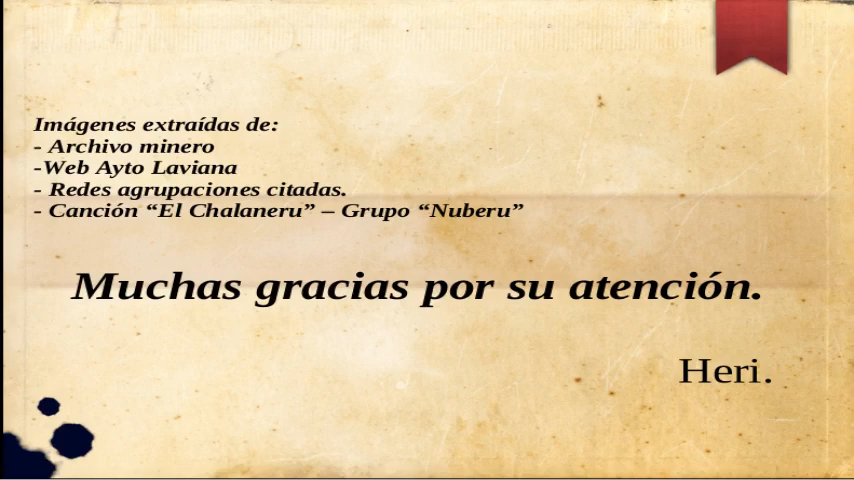 Imágenes extraídas de:
- Archivo minero
-Web Ayto Laviana
- Redes agrupaciones citadas.
- Canción “El Chalaneru” – Grupo “Nuberu”
Muchas gracias por su atención.
Heri.